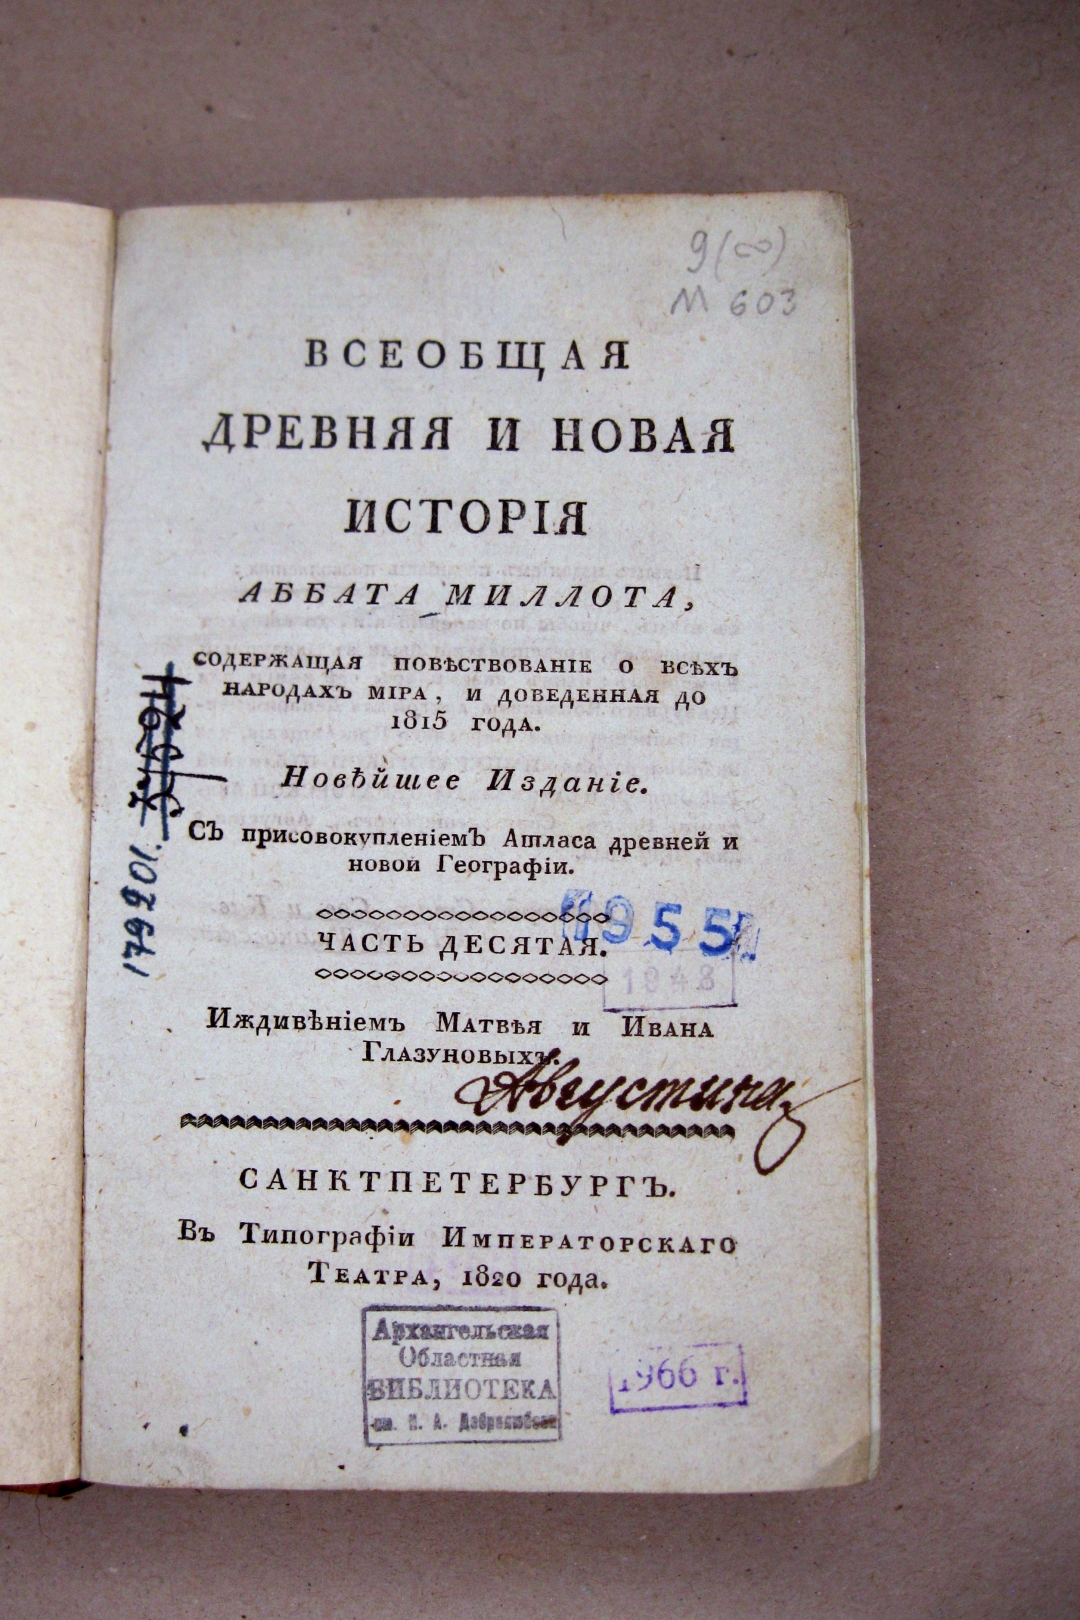 9(∞)
М 603
ВСЕОБЩАЯ
ДРЕВНЯЯ И НОВАЯ
ИСТОРІЯ
АББАТА МИЛЛОТА,
СОДЕРЖАЩАЯ ПОВѢСТВОВАНІЕ О ВСѢХЪ
НАРОДАХЪ МІРА, И ДОВЕДЕННАЯ ДО
1815 ГОДА.
Новѣйшее Изданіе.
Съ присовокупленіемЪ Атласа древней и
новой Географіи.
1955
ЧАСТЬ ДЕСЯТАЯ.
1948
Иждивѣніемъ Матвѣя и Ивана
Глазуновыхъ.
Августина
САНКТПЕТЕРБУРГЪ.
Въ Типографіи Императорскаго
Театра, 1820 года.
Архангельская
Областная
БИБЛИОТЕКА
им. Н. А. Добролюбова
1966 г.
179201.